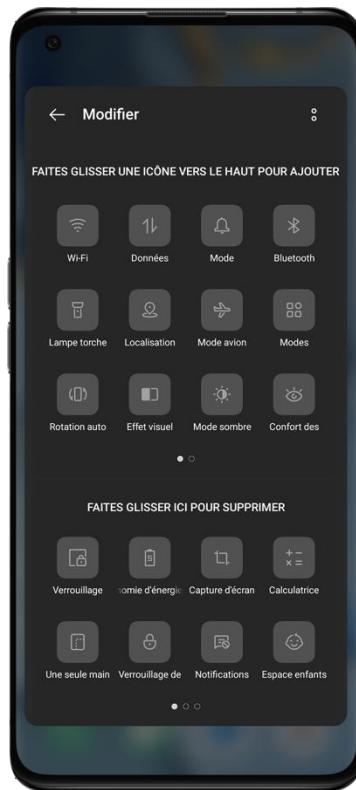 Modifier
FAITES GLISSER UNE ICÔNE VERS LE HAUT POUR AJOUTER
Wi-Fi Données Mode Bluetooth
Lampe torche Localisation Mode avion Modes
Rotation auto Effet visuel Mode sombre Confort des
FAITES GLISSER ICI POUR SUPPRIMER
Verrouillage nomie d'énergie Capture d'écran Calculatrice
Une seule main Verrouillage de Notifications Espace enfants